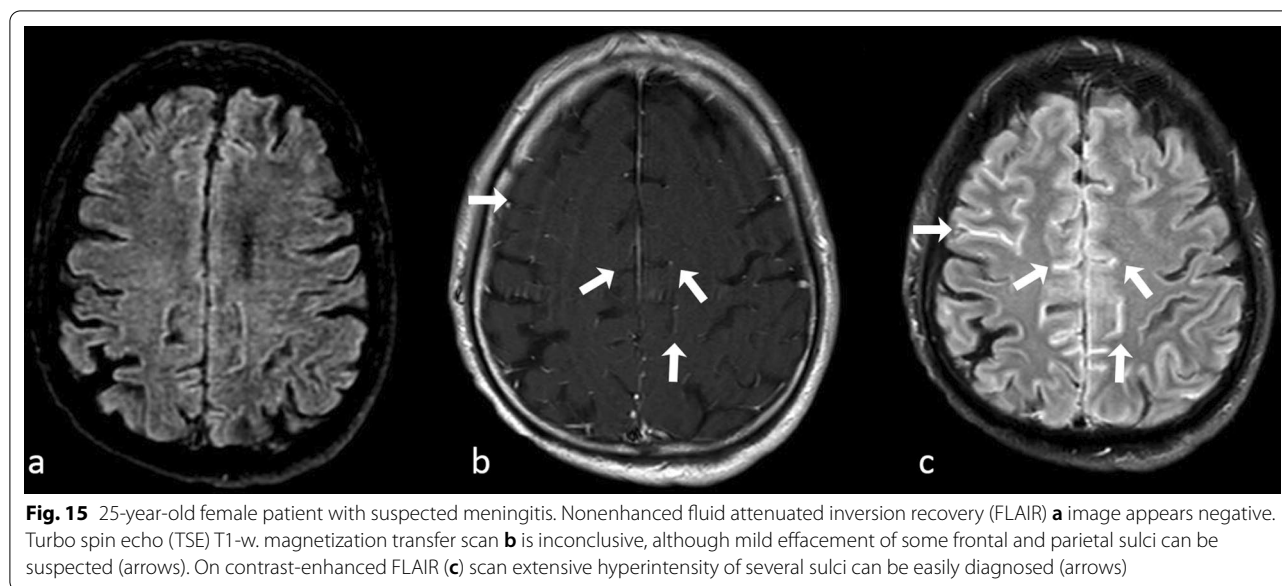 a
b
c
Fig. 15 25-year-old female patient with suspected meningitis. Nonenhanced fluid attenuated inversion recovery (FLAIR) a image appears negative.
Turbo spin echo (TSE) T1-w. magnetization transfer scan b is inconclusive, although mild effacement of some frontal and parietal sulci can be
suspected (arrows). On contrast-enhanced FLAIR (c) scan extensive hyperintensity of several sulci can be easily diagnosed (arrows)